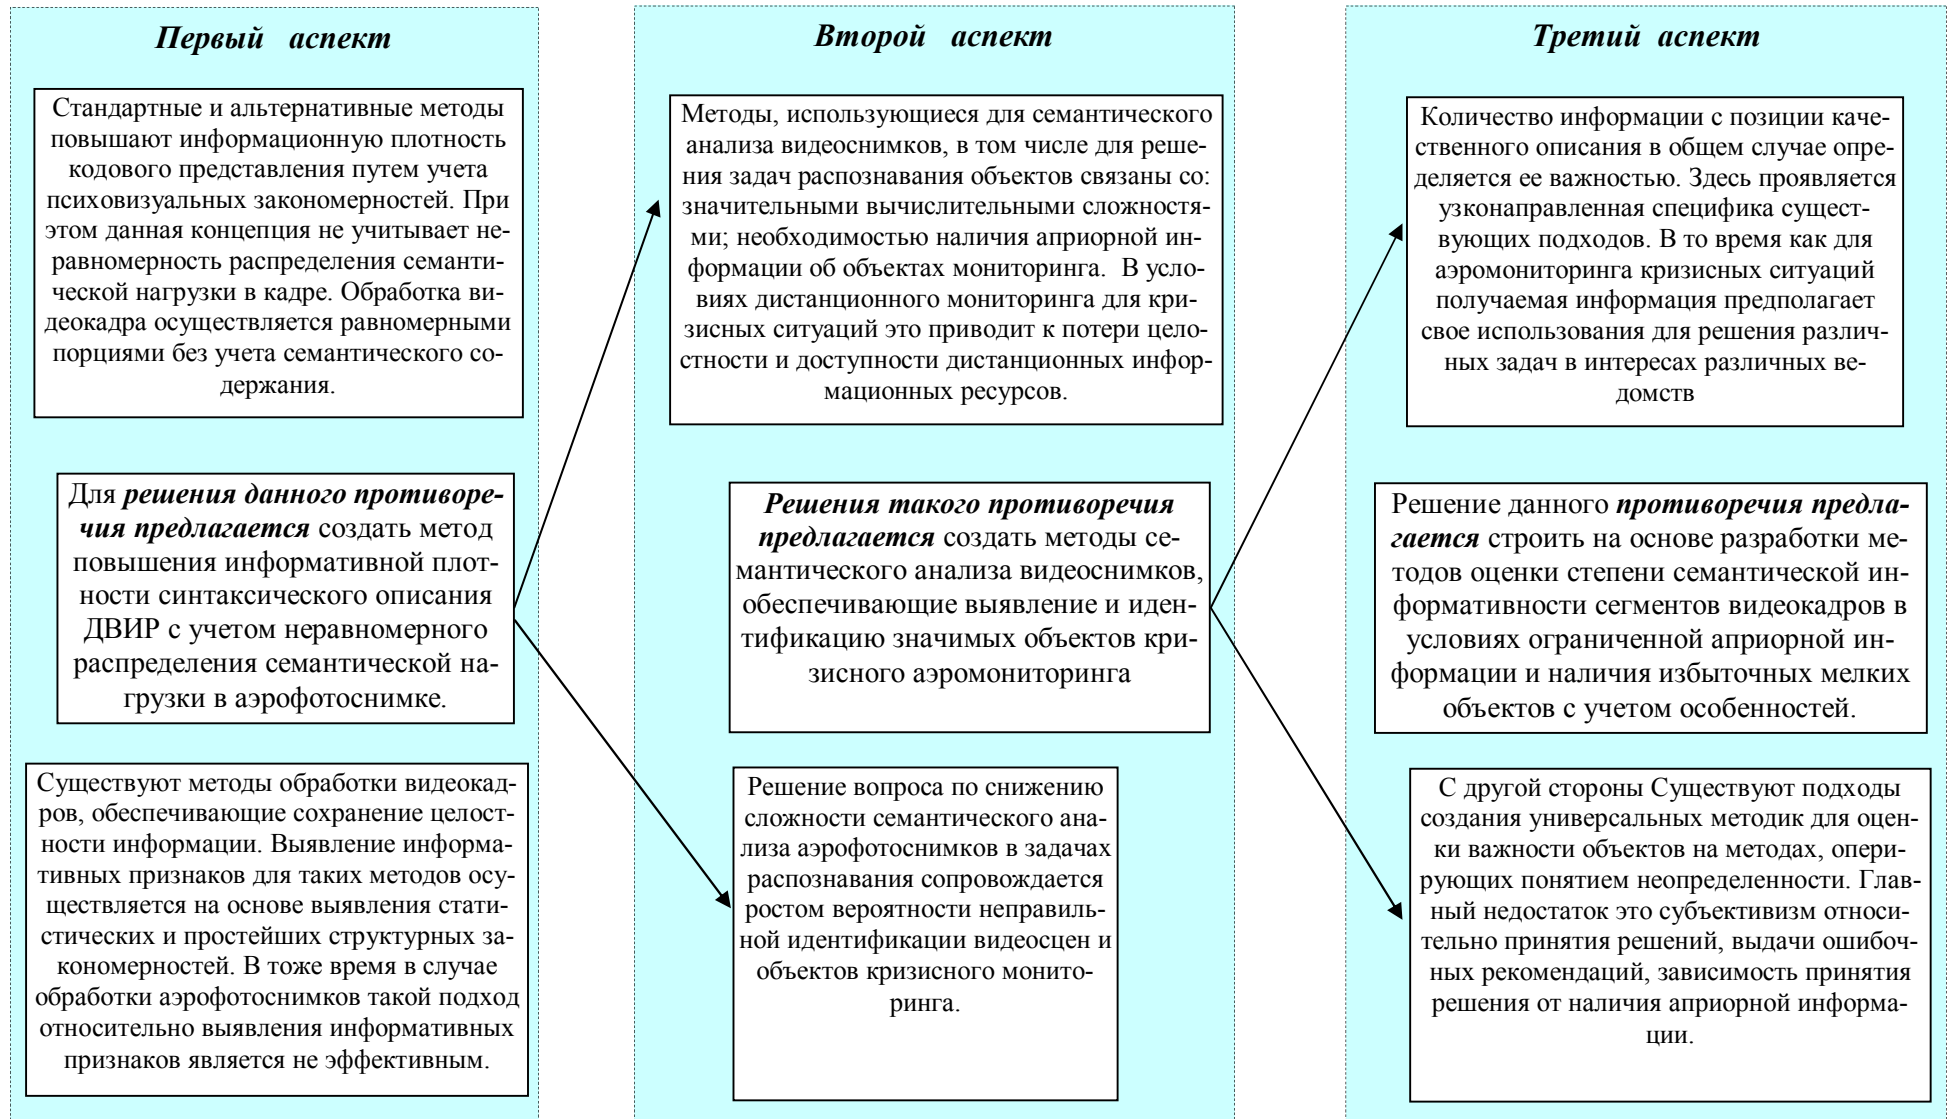 Первый аспект
Стандартные и альтернативные методы
повышают информационную плотность
кодового представления путем учета
психовизуальных закономерностей. При
этом данная концепция не учитывает не-
равномерность распределения семанти-
ческой нагрузки в кадре. Обработка ви-
деокадра осуществляется равномерными
порциями без учета семантического со-
держания.
Для решения данного противоре-
чия предлагается создать метод
повышения информативной плот-
ности синтаксического описания
ДВИР с учетом неравномерного
распределения семантической на-
грузки в аэрофотоснимке.
Существуют методы обработки видеокад-
ров, обеспечивающие сохранение целост-
ности информации. Выявление информа-
тивных признаков для таких методов осу-
ществляется на основе выявления стати-
стических и простейших структурных за-
кономерностей. В тоже время в случае
обработки аэрофотоснимков такой подход
относительно выявления информативных
признаков является не эффективным.
Второй аспект
Методы, использующиеся для семантического
анализа видеоснимков, в том числе для реше-
ния задач распознавания объектов связаны со:
значительными вычислительными сложностя-
ми; необходимостью наличия априорной ин-
формации об объектах мониторинга. В усло-
виях дистанционного мониторинга для кри-
зисных ситуаций это приводит к потери цело-
стности и доступности дистанционных инфор-
мационных ресурсов.
Решения такого противоречия
предлагается создать методы се-
мантического анализа видеоснимков,
обеспечивающие выявление и иден-
тификацию значимых объектов кри-
зисного аэромониторинга
Решение вопроса по снижению
сложности семантического ана-
лиза аэрофотоснимков в задачах
распознавания сопровождается
ростом вероятности неправиль-
ной идентификации видеосцен и
объектов кризисного монито-
ринга.
Третий аспект
Количество информации с позиции каче-
ственного описания в общем случае опре-
деляется ее важностью. Здесь проявляется
узконаправленная специфика сущест-
вующих подходов. В то время как для
аэромониторинга кризисных ситуаций
получаемая информация предполагает
свое использования для решения различ-
ных задач в интересах различных ве-
домств
Решение данного противоречия предла-
гается строить на основе разработки ме-
тодов оценки степени семантической ин-
формативности сегментов видеокадров в
условиях ограниченной априорной ин-
формации и наличия избыточных мелких
объектов с учетом особенностей.
С другой стороны Существуют подходы
создания универсальных методик для оцен-
ки важности объектов на методах, опери-
рующих понятием неопределенности. Глав-
ный недостаток это субъективизм относи-
тельно принятия решений, выдачи ошибоч-
ных рекомендаций, зависимость принятия
решения от наличия априорной информа-
ции.